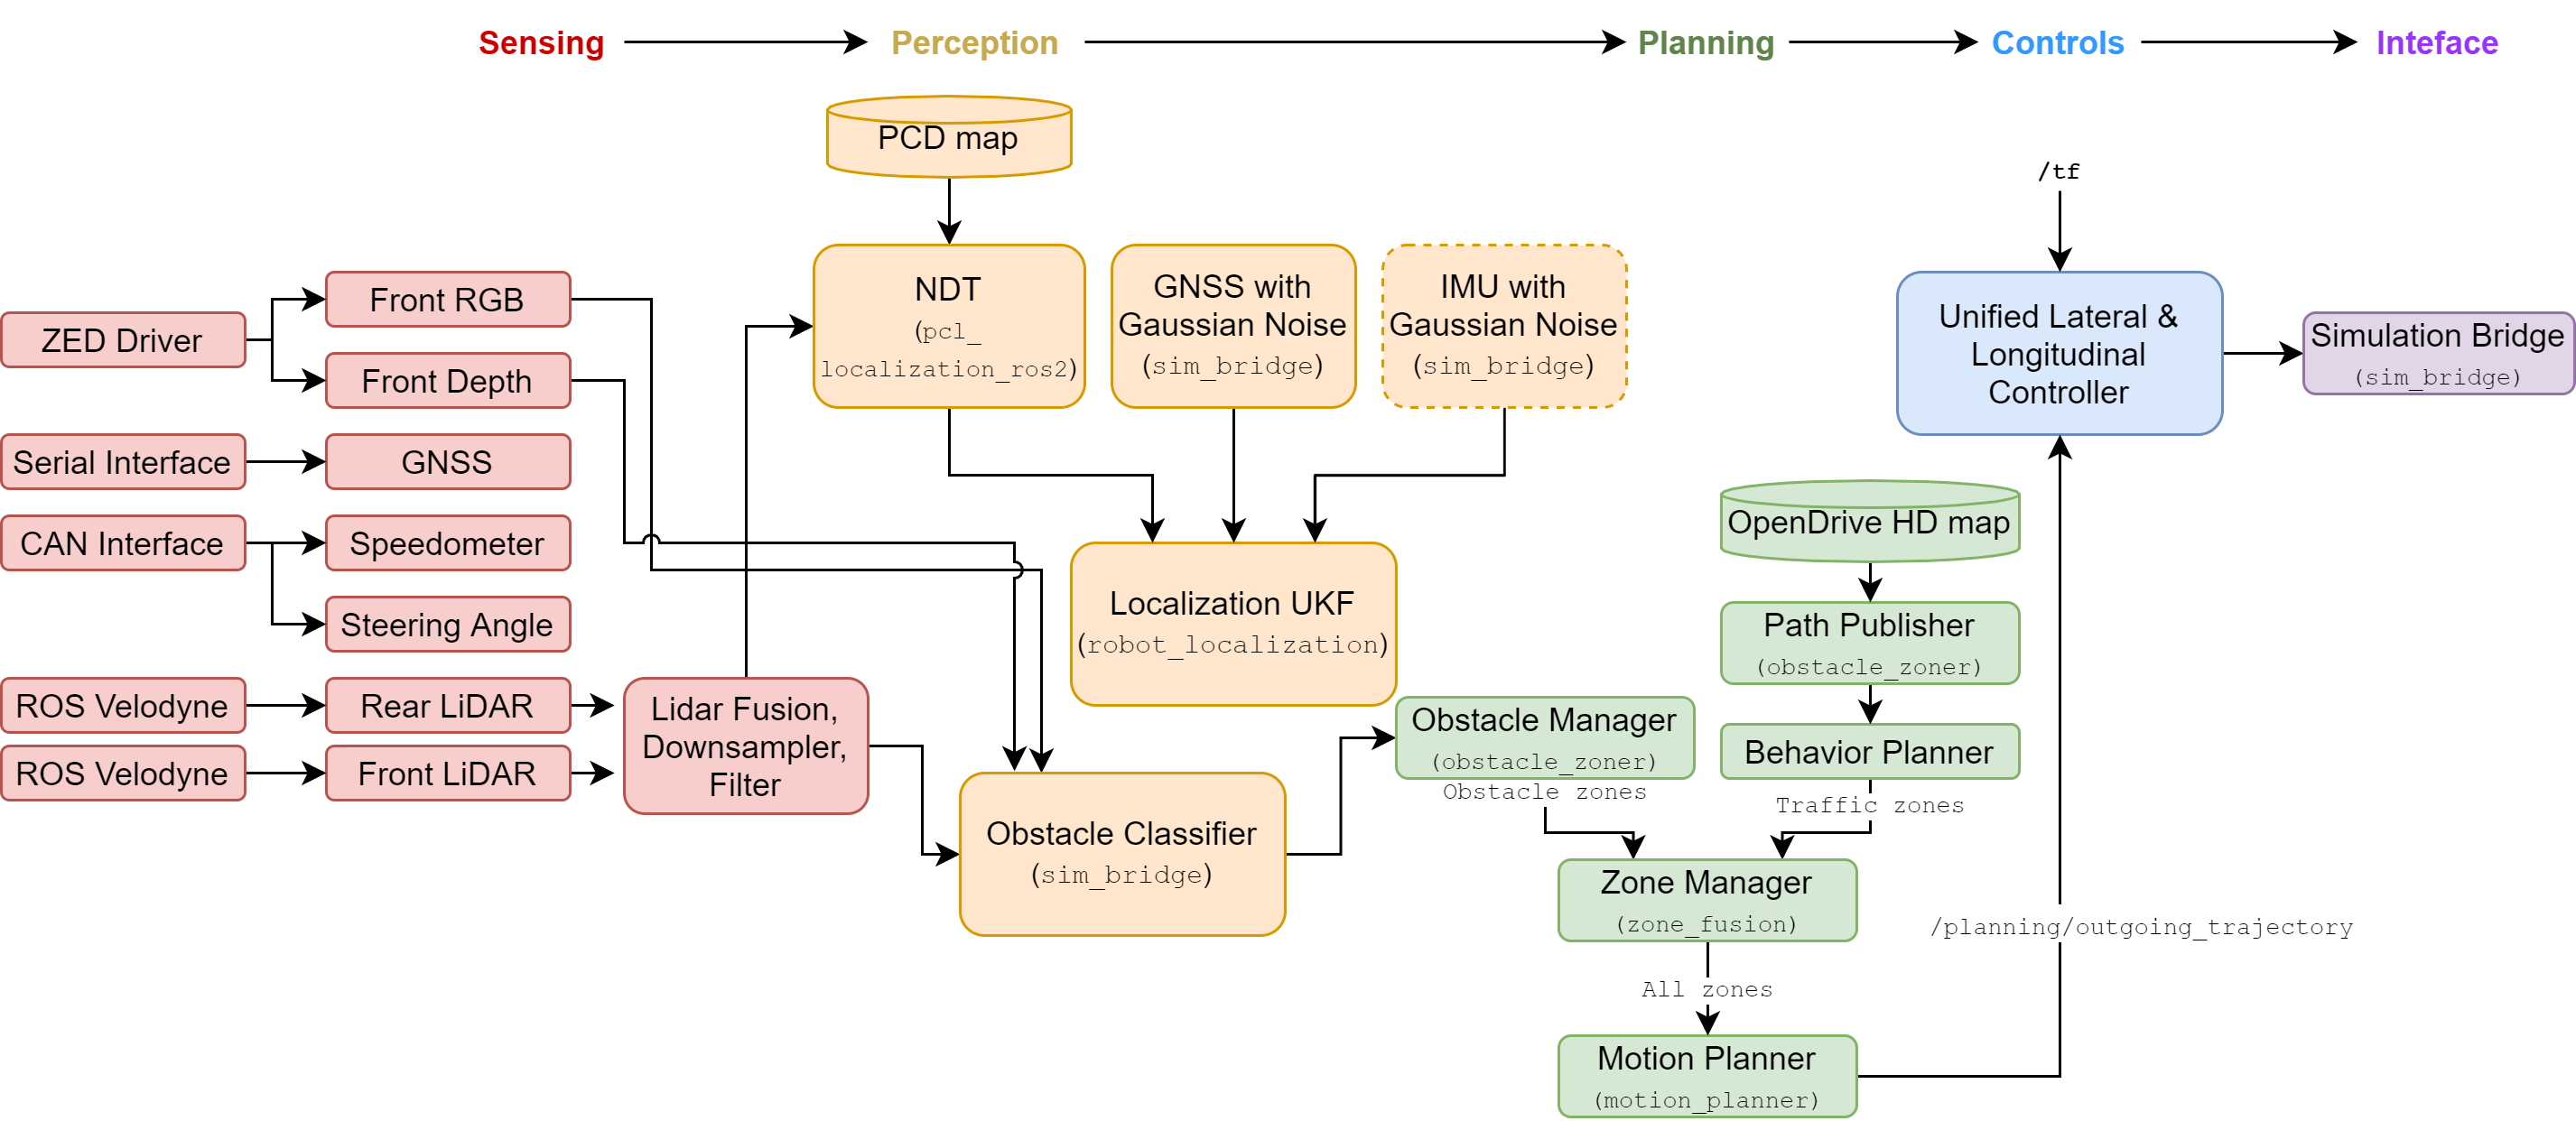 Sensing
Perception
Planning
Controls
Inteface
PCD map
/tf
NDT
(pcl_
localization_ros2)
GNSS with
Gaussian Noise
(sim_bridge)
IMU with
Gaussian Noise
(sim_bridge)
Unified Lateral &
Longitudinal
Controller
Simulation Bridge
(sim_bridge)
ZED Driver
Front RGB
Front Depth
Serial Interface
GNSS
CAN Interface
Speedometer
Steering Angle
OpenDrive HD map
Localization UKF
(robot_localization)
Path Publisher
(obstacle_zoner)
ROS Velodyne
Rear LiDAR
ROS Velodyne
Front LiDAR
Lidar Fusion,
Downsampler,
Filter
Obstacle Manager
(obstacle_zoner)
Obstacle zones
Behavior Planner
Traffic zones
Obstacle Classifier
(sim_bridge)
Zone Manager
(zone_fusion)
/planning/outgoing_trajectory
All zones
Motion Planner
(motion_planner)